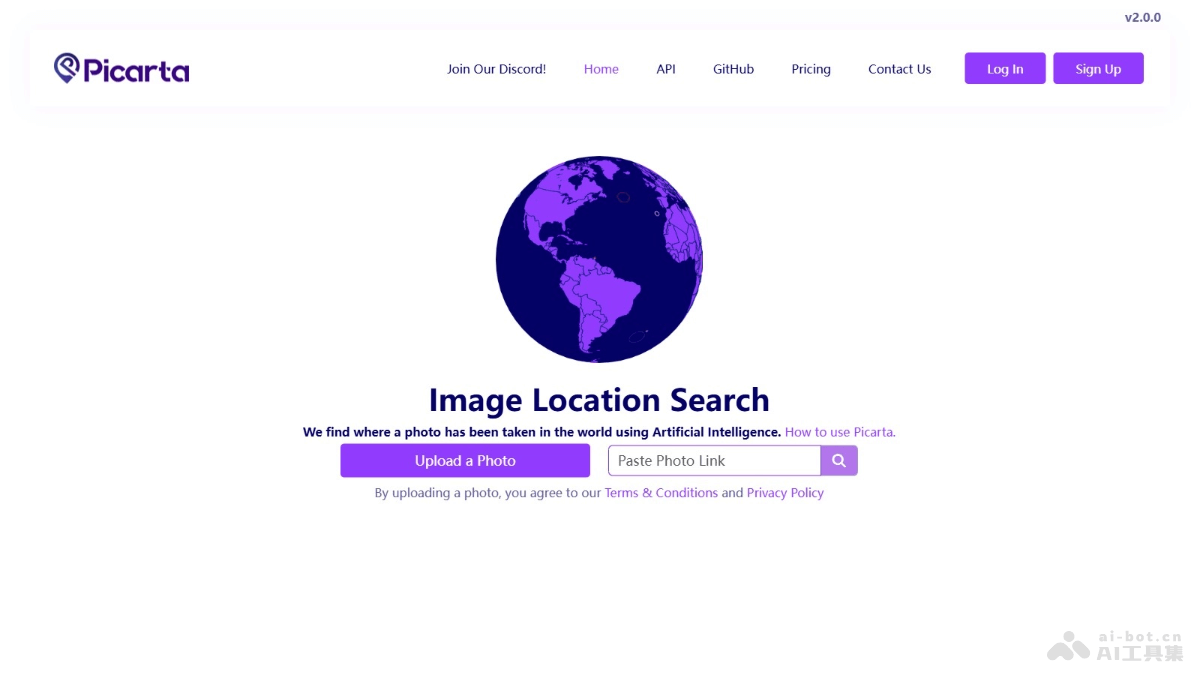 v2.0.0
Picarta
Join Our Discord! Home API GitHub Pricing Contact Us Log In Sign Up
Image Location Search
We find where a photo has been taken in the world using Artificial Intelligence. How to use Picarta.
Upload a Photo Paste Photo Link
By uploading a photo, you agree to our Terms & Conditions and Privacy Policy
ai-bot.cn
AI工具集